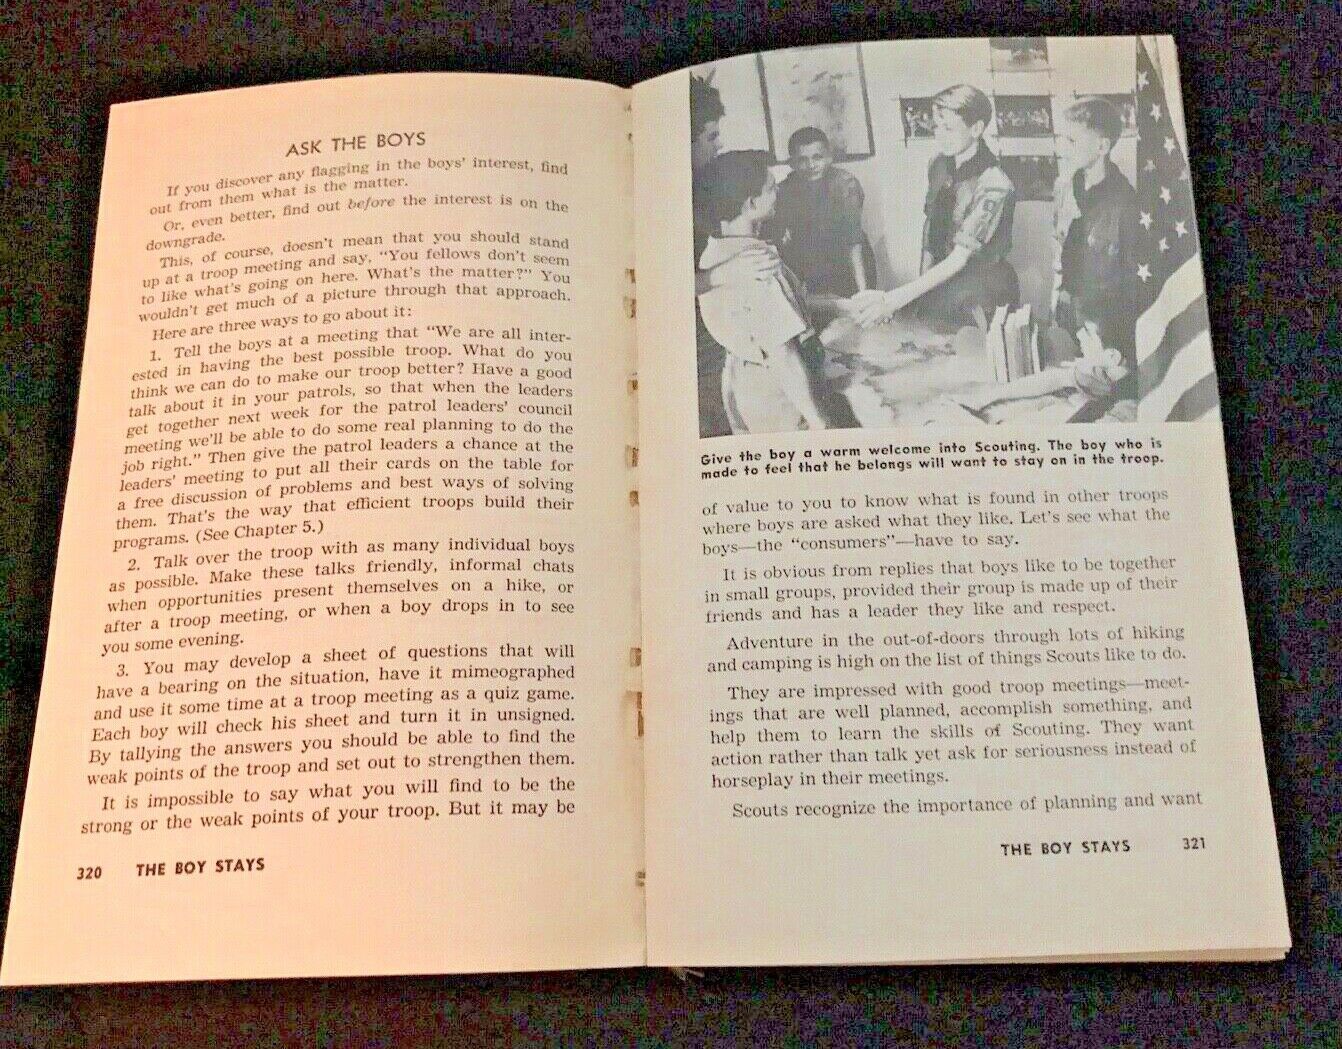 ASK THE BOYS
If you discover any flagging in the boys' interest, find
out from them what is the matter.
Or, even better, find out before the interest is on the
downgrade.
This, of course, doesn't mean that you should stand
up at a troop meeting and say, "You fellows don't seem
to like what's going on here. What's the matter?" You
wouldn't get much of a picture through that approach.
Here are three ways to go about it:
1. Tell the boys at a meeting that "We are all inter-
ested in having the best possible troop. What do you
think we can do to make our troop better? Have a good
talk about it in your patrols, so that when the leaders
get together next week for the patrol leaders' council
meeting we'll be able to do some real planning to do the
job right." Then give the patrol leaders a chance at the
leaders' meeting to put all their cards on the table for
a free discussion of problems and best ways of solving
them. That's the way that efficient troops build their
programs. (See Chapter 5.)
2. Talk over the troop with as many individual boys
as possible. Make these talks friendly, informal chats
when opportunities present themselves on a hike, or
after a troop meeting, or when a boy drops in to see
you some evening.
3. You may develop a sheet of questions that will
have a bearing on the situation, have it mimeographed
and use it some time at a troop meeting as a quiz game.
Each boy will check his sheet and turn it in unsigned.
By tallying the answers you should be able to find the
weak points of the troop and set out to strengthen them.
It is impossible to say what you will find to be the
strong or the weak points of your troop. But it may be
320 THE BOY STAYS
Give the boy a warm welcome into Scouting. The boy who is
made to feel that he belongs will want to stay on in the troop.
of value to you to know what is found in other troops
where boys are asked what they like. Let's see what the
boys—the "consumers"—have to say.
It is obvious from replies that boys like to be together
in small groups, provided their group is made up of their
friends and has a leader they like and respect.
Adventure in the out-of-doors through lots of hiking
and camping is high on the list of things Scouts like to do.
They are impressed with good troop meetings—meet-
ings that are well planned, accomplish something, and
help them to learn the skills of Scouting. They want
action rather than talk yet ask for seriousness instead of
horseplay in their meetings.
Scouts recognize the importance of planning and want
THE BOY STAYS 321